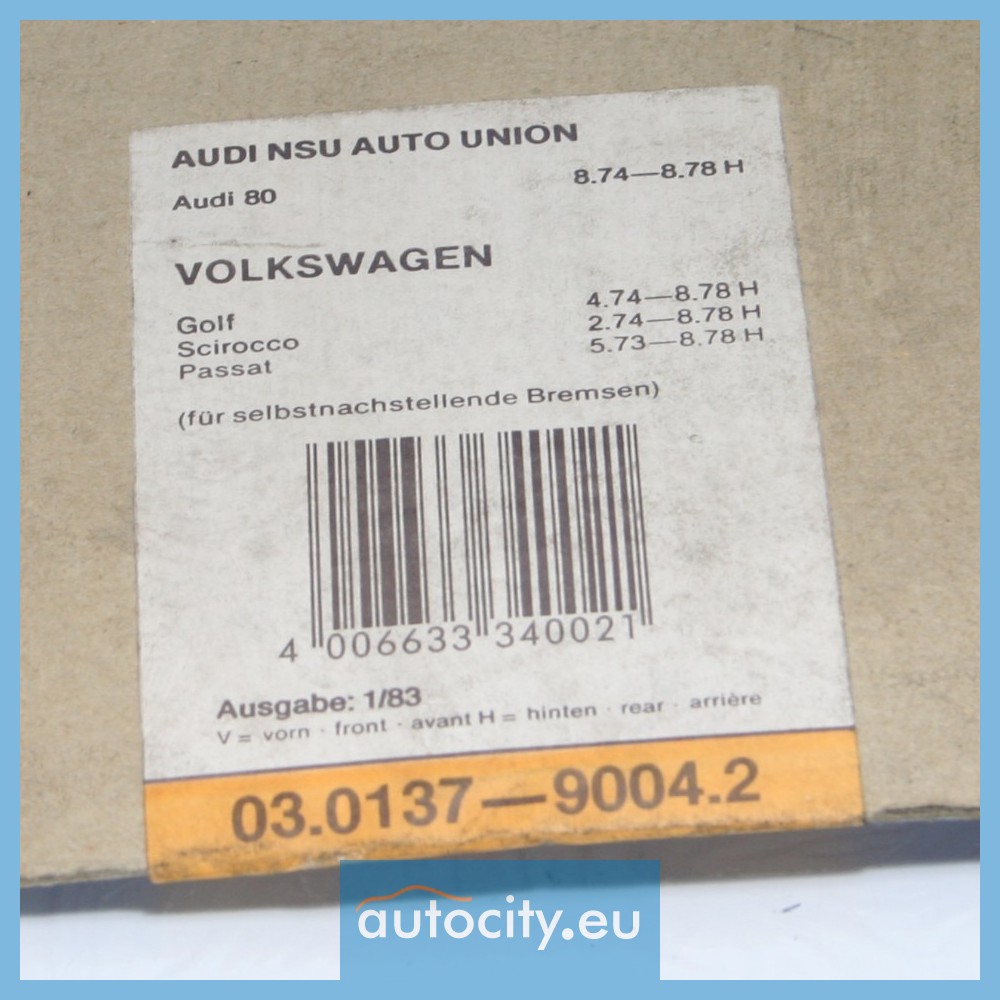 AUDI NSU AUTO UNION
Audi 80 8.74—8.78 H
VOLKSWAGEN
Golf 4.74—8.78 H
Scirocco 2.74—8.78 H
Passat 5.73—8.78 H
(für selbstnachstellende Bremsen)
4 006633 340021
Ausgabe: 1/83
V = vorn · front · avant H = hinten · rear · arrière
03.0137—9004.2
autocity.eu